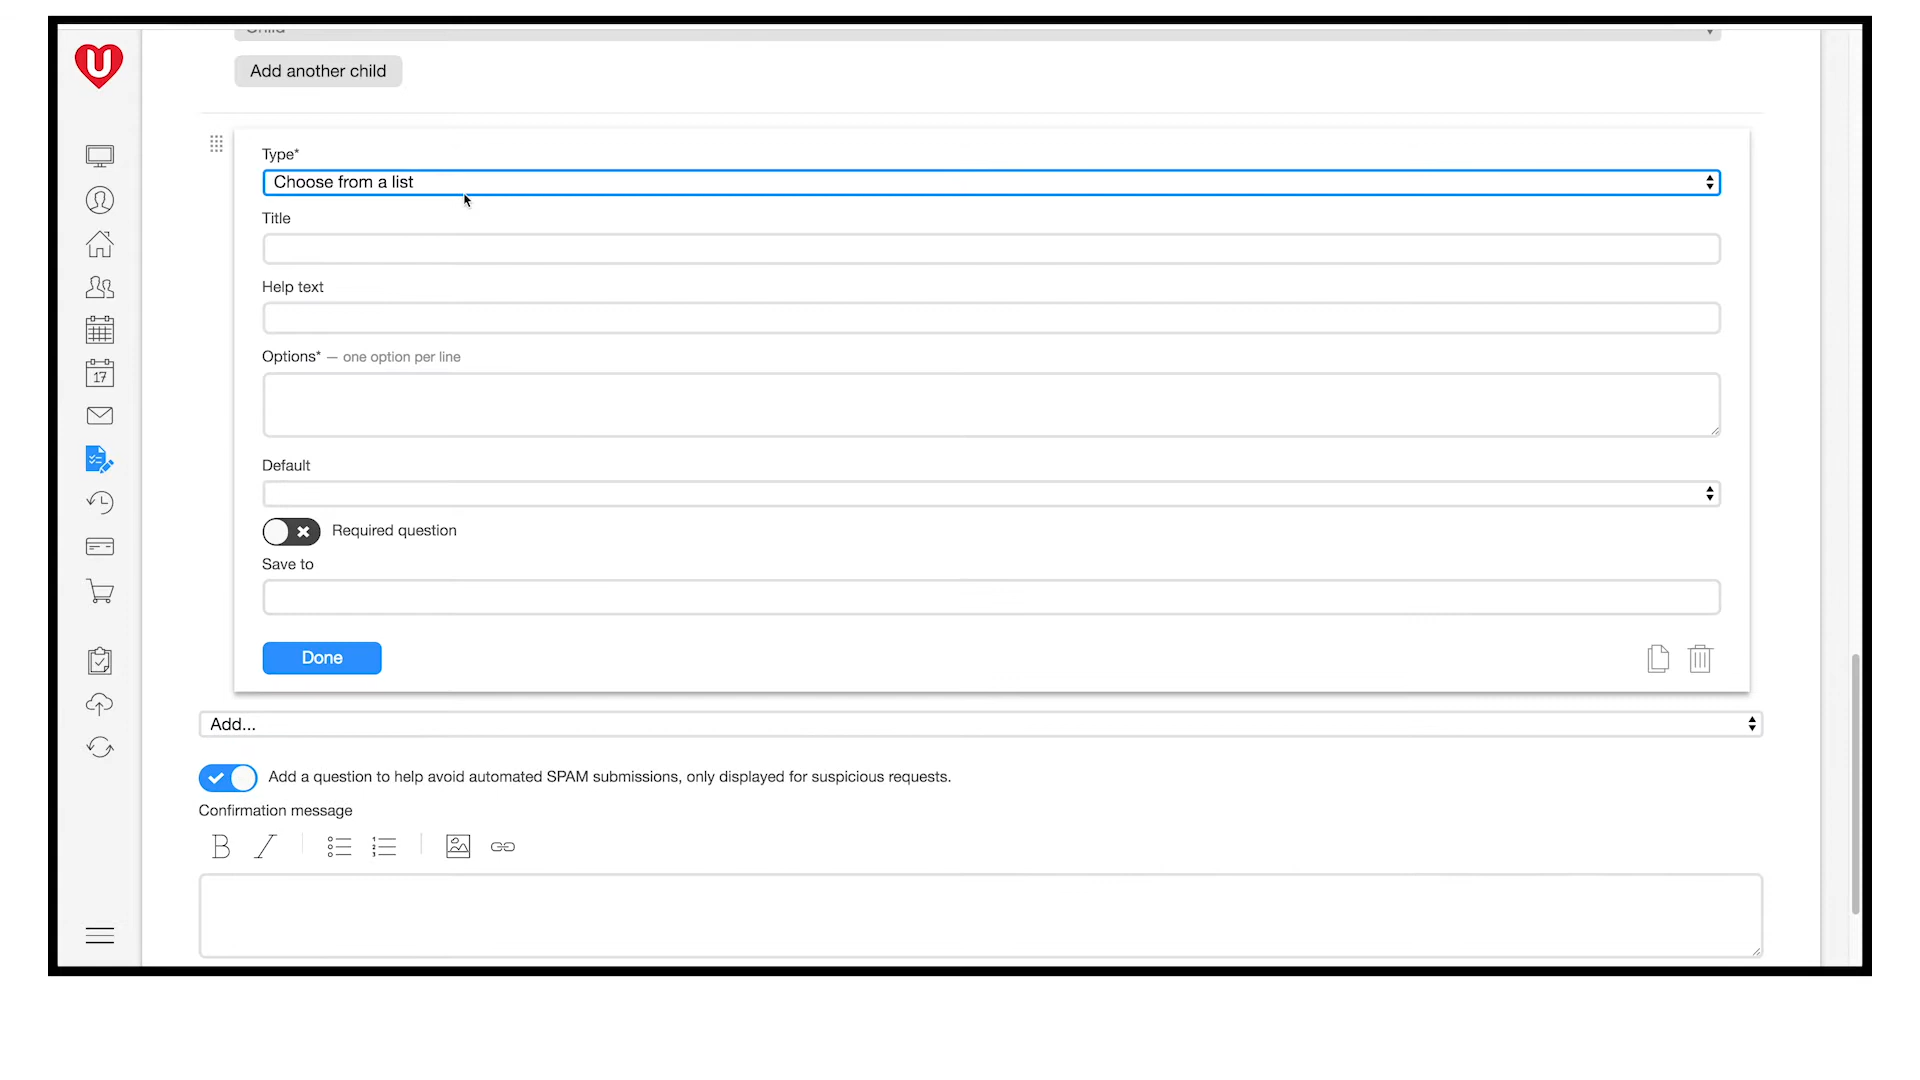 U
Child
Add another child
Type*
Choose from a list
Title
Help text
Options* — one option per line
Default
Required question
Save to
Done
Add...
Add a question to help avoid automated SPAM submissions, only displayed for suspicious requests.
Confirmation message
17